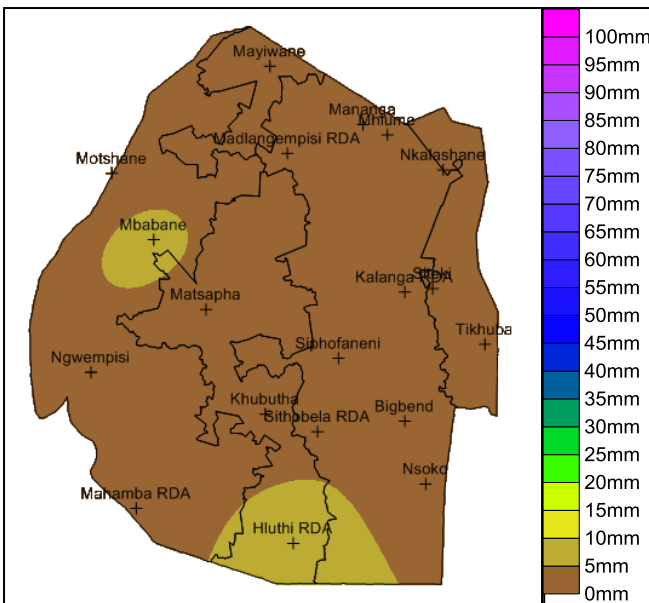 Mayiwane
Mananga
Mhlume
Madlangempisi RDA
Nkalashane
Motshane
Mbabane
Kalanga RDA
Siteki
Matsapha
Tikhuba
Siphofaneni
Ngwempisi
Khubutha
Sithobela RDA
Bigbend
Nsoko
Mahamba RDA
Hluthi RDA
100mm
95mm
90mm
85mm
80mm
75mm
70mm
65mm
60mm
55mm
50mm
45mm
40mm
35mm
30mm
25mm
20mm
15mm
10mm
5mm
0mm